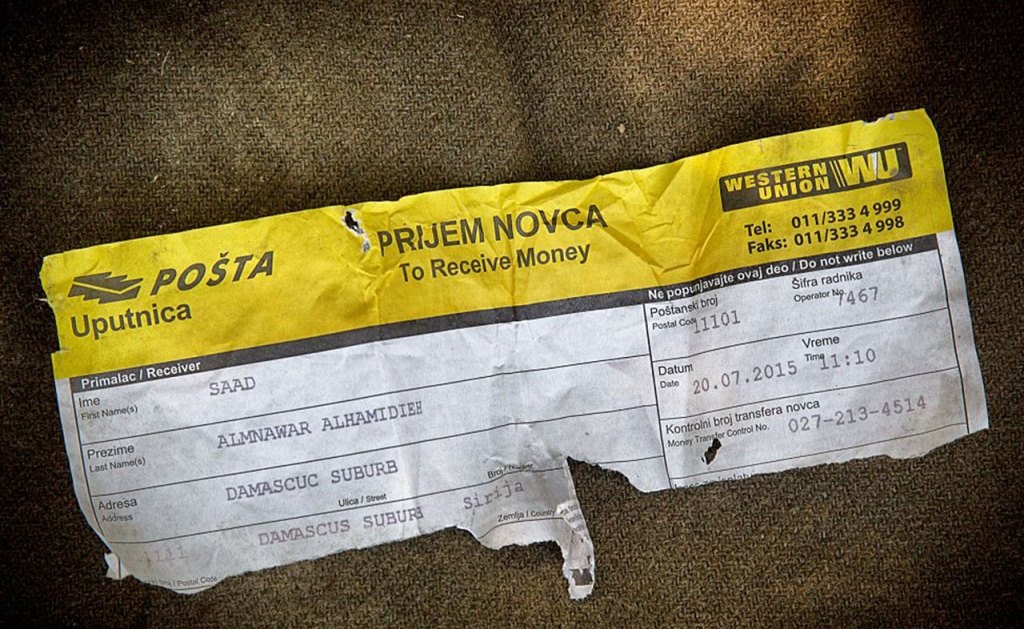 POŠTA
Uputnica
PRIJEM NOVCA
To Receive Money
WESTERN UNION WU
Tel: 011/333 4 999
Faks: 011/333 4 998
Primalac / Receiver
Ne popunjavajte ovaj deo / Do not write below
Ime
First Name(s)
SAAD
Poštanski broj
Postal Code
11101
Šifra radnika
Operator No.
7467
Prezime
Last Name(s)
ALMNAWAR ALHAMIDIEH
Datum
Date
20.07.2015
Vreme
Time
11:10
Adresa
Address
DAMASCUC SUBURB
Ulica / Street
Kontrolni broj transfera novca
Money Transfer Control No.
027-213-4514
DAMASCUS SUBURB
Sirija
Zemlja / Country
/ Postal Code